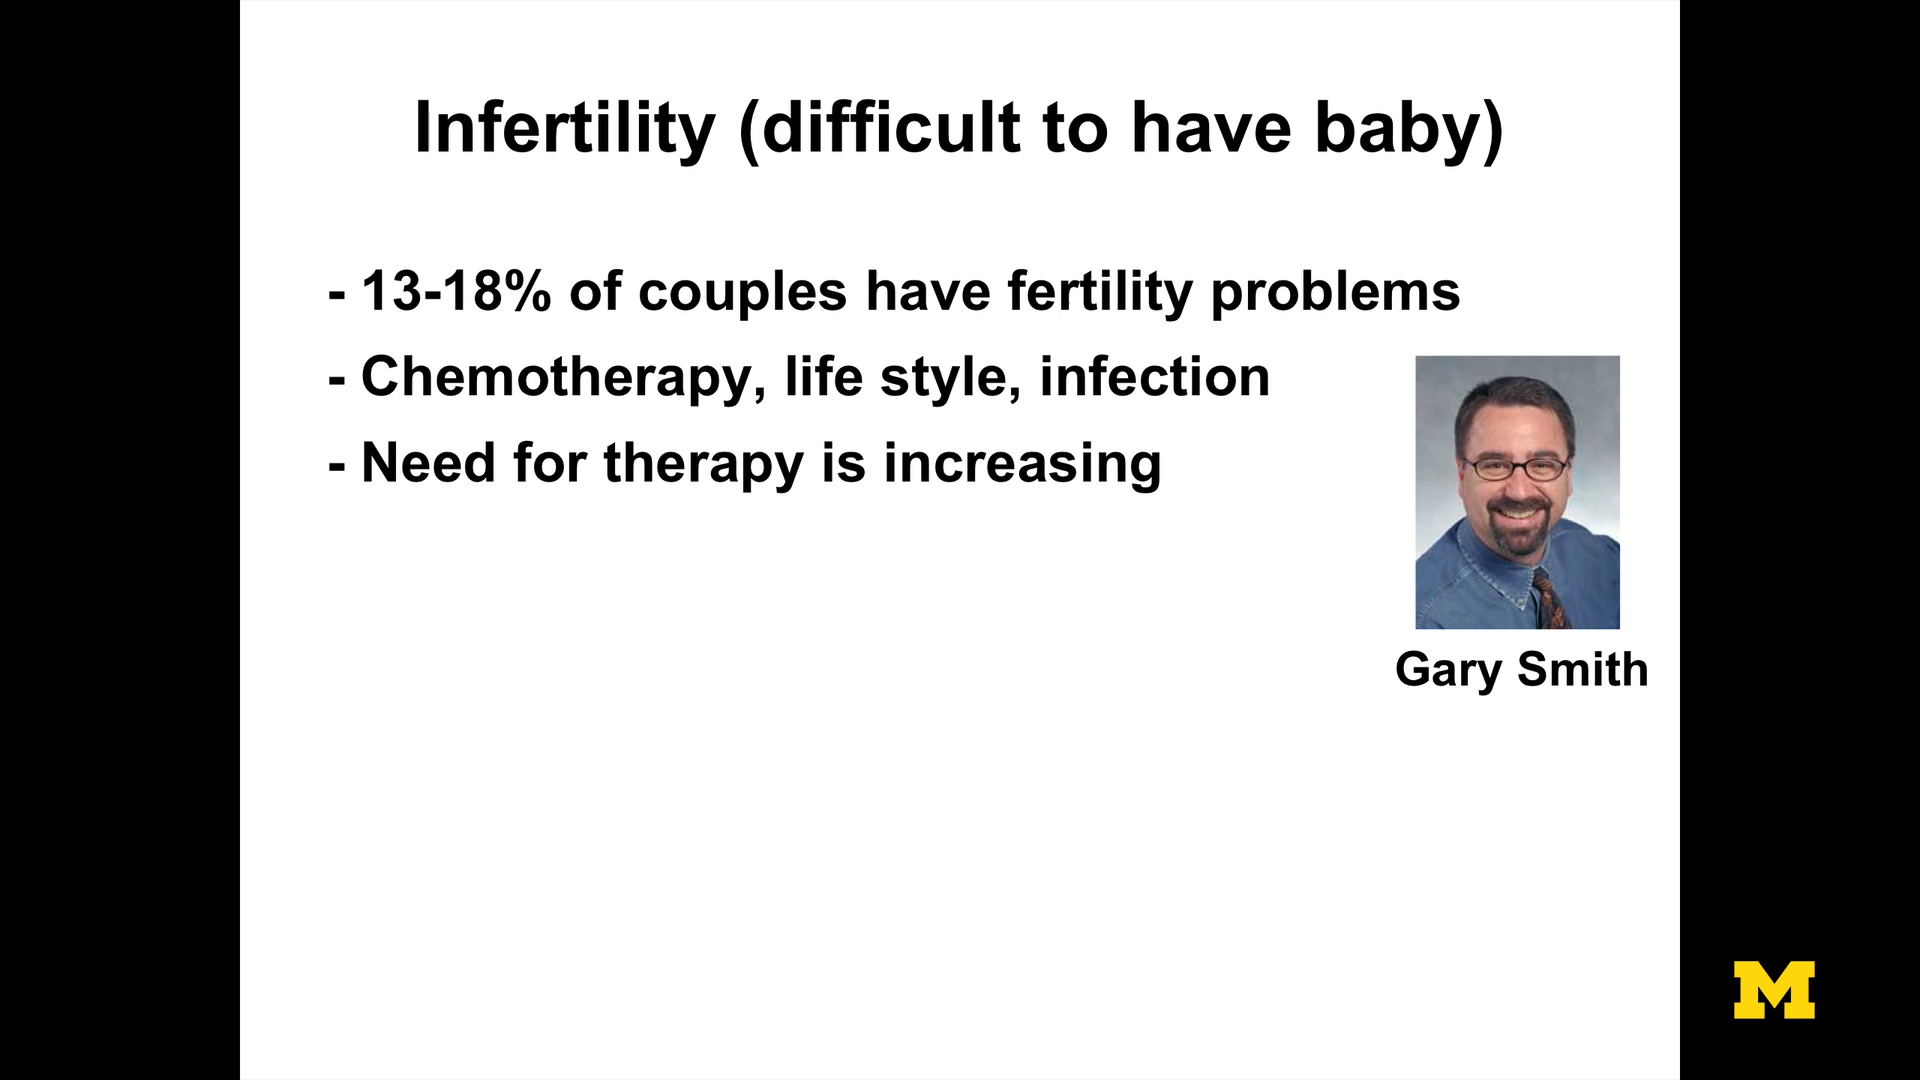 Infertility (difficult to have baby)
- 13-18% of couples have fertility problems
- Chemotherapy, life style, infection
- Need for therapy is increasing
Gary Smith
M